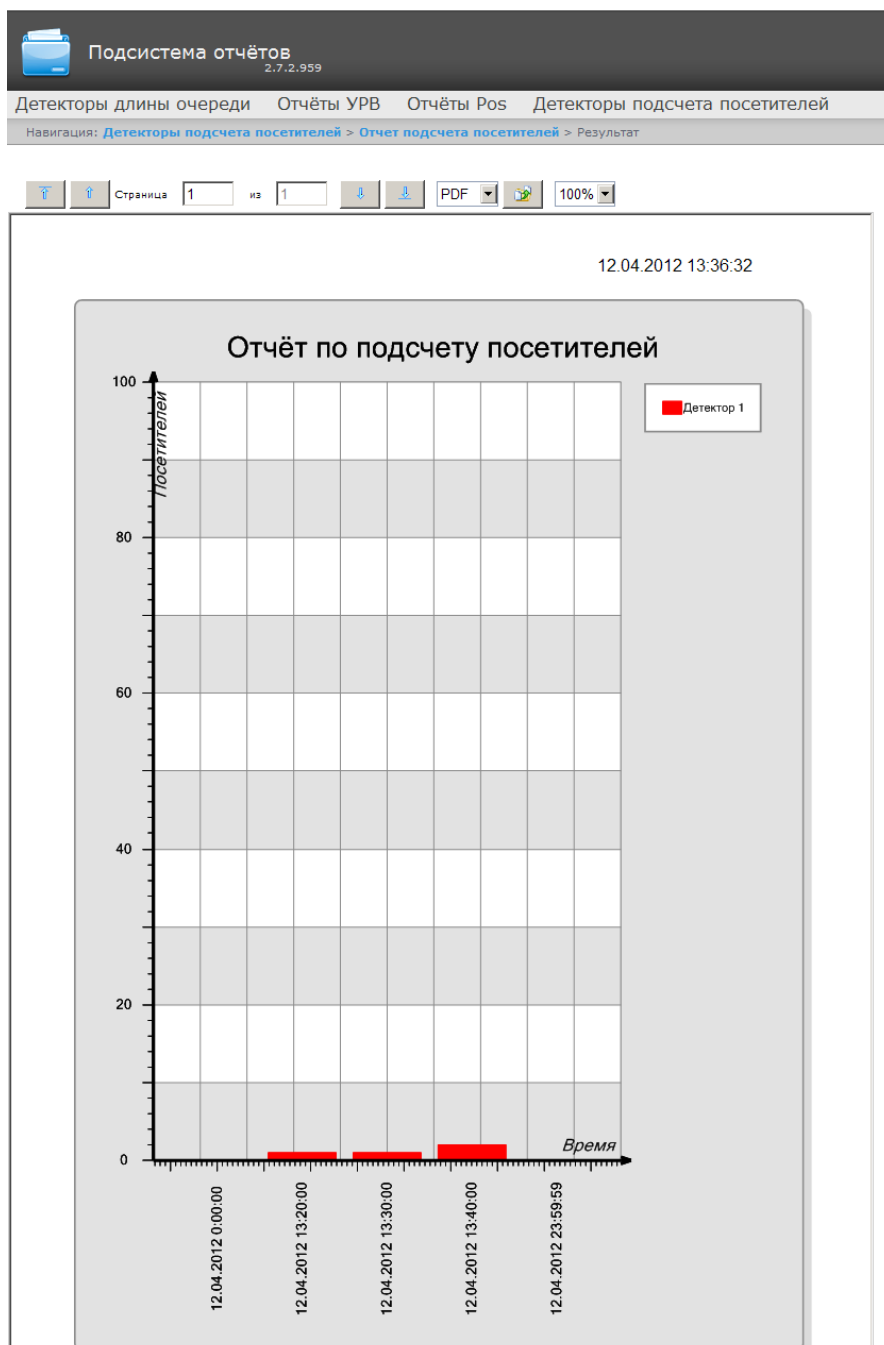 Подсистема отчётов
2.7.2.959
Детекторы длины очереди Отчёты УРВ Отчёты Pos Детекторы подсчета посетителей
Навигация: Детекторы подсчета посетителей > Отчет подсчета посетителей > Результат
Страница 1 из 1 PDF 100%
12.04.2012 13:36:32
Отчёт по подсчету посетителей
100
Посетителей
Детектор 1
80
60
40
20
0
Время
12.04.2012 0:00:00
12.04.2012 13:20:00
12.04.2012 13:30:00
12.04.2012 13:40:00
12.04.2012 23:59:59